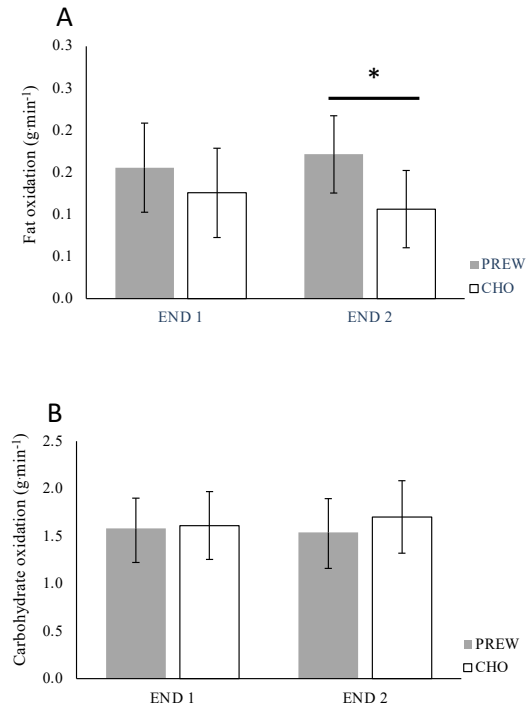 A
Fat oxidation (g·min-1)
0.3
0.3
0.2
0.2
0.1
0.1
0.0
*
END 1
END 2
PREW
CHO
B
Carbohydrate oxidation (g·min-1)
2.5
2.0
1.5
1.0
0.5
0.0
END 1
END 2
PREW
CHO